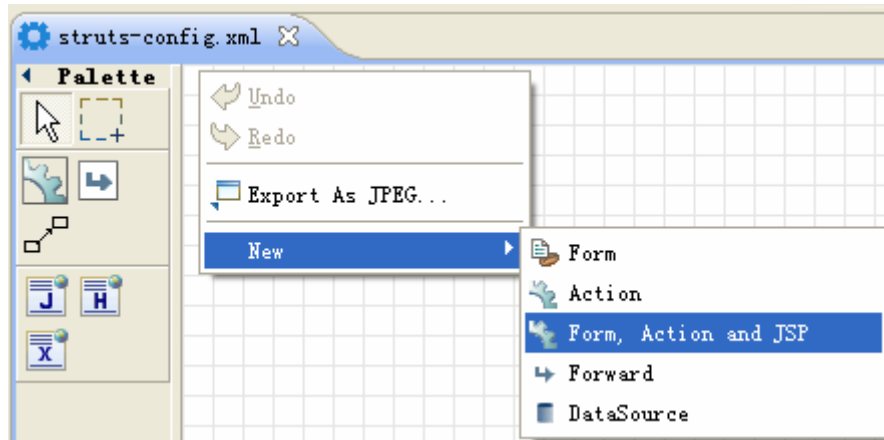 struts-config.xml
Palette
Undo
Redo
Export As JPEG...
New
Form
Action
Form, Action and JSP
Forward
DataSource
J
H
X